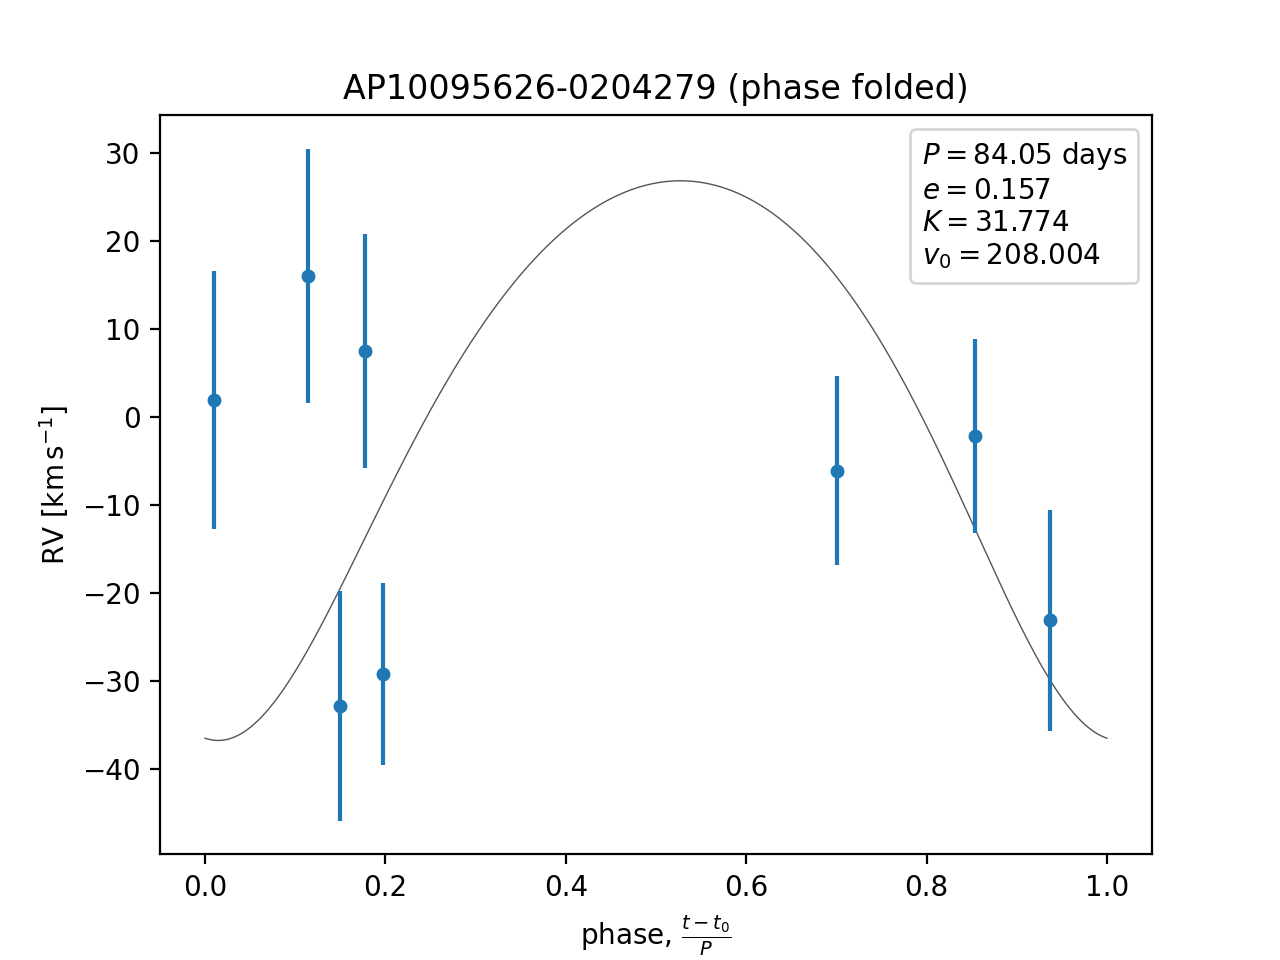 AP10095626-0204279 (phase folded)
P = 84.05 days
e = 0.157
K = 31.774
v₀ = 208.004
30
20
10
0
−10
−20
−30
−40
RV [km s⁻¹]
0.0 0.2 0.4 0.6 0.8 1.0
phase, (t − t₀)/P